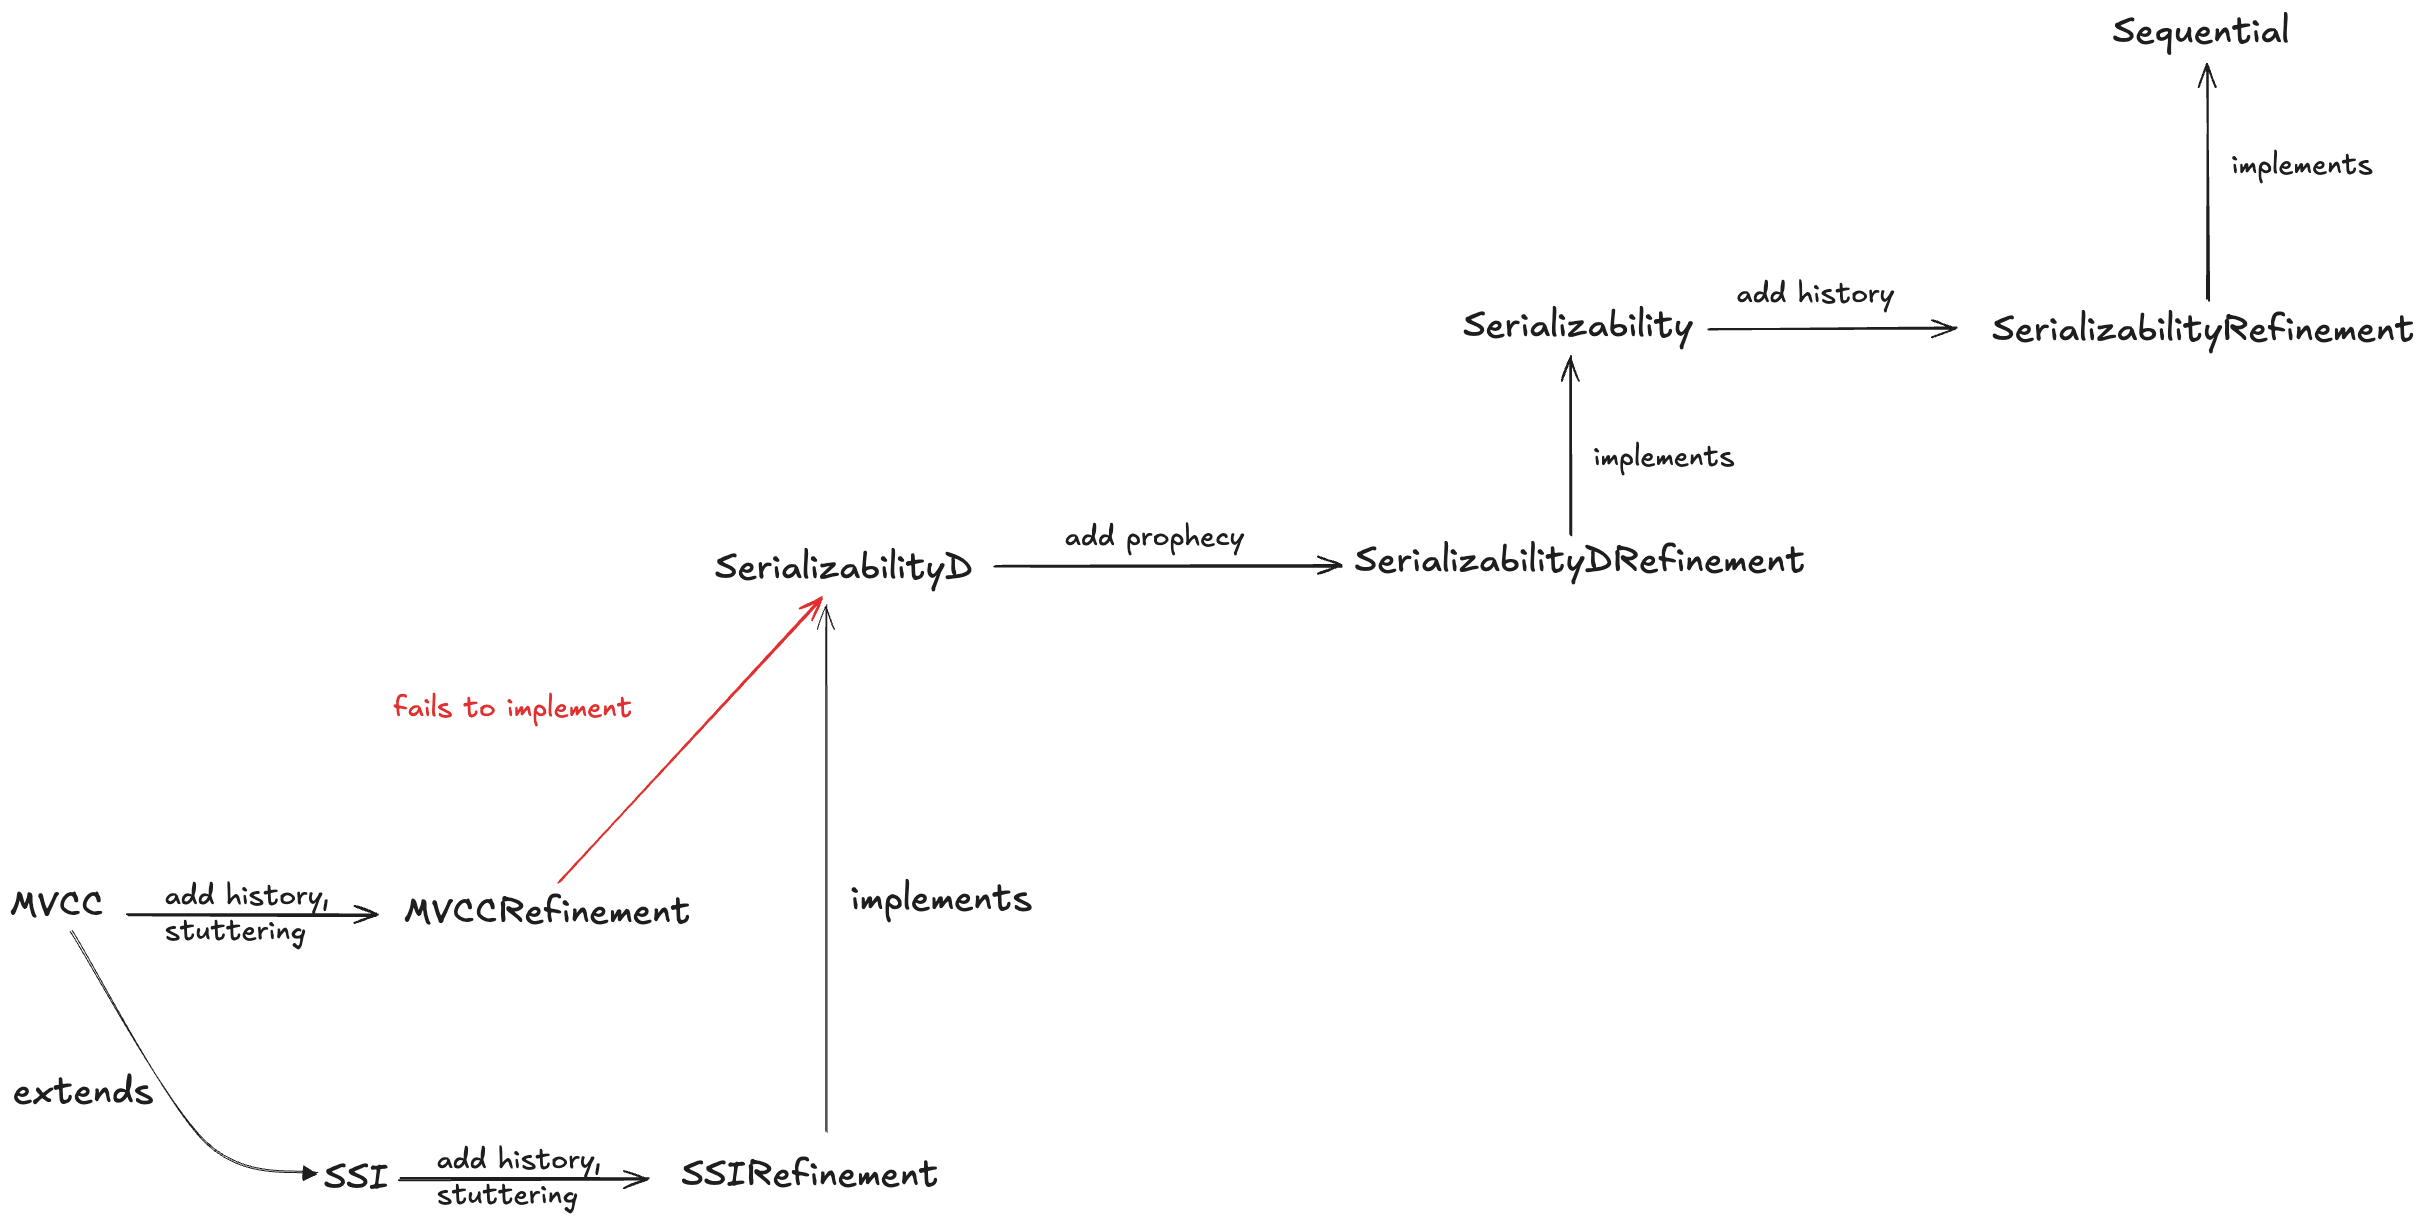 Sequential
implements
add history
Serializability
SerializabilityRefinement
implements
add prophecy
SerializabilityD
SerializabilityDRefinement
fails to implement
MVCC
add history,
stuttering
MVCCRefinement
implements
extends
SSI
add history,
stuttering
SSIRefinement